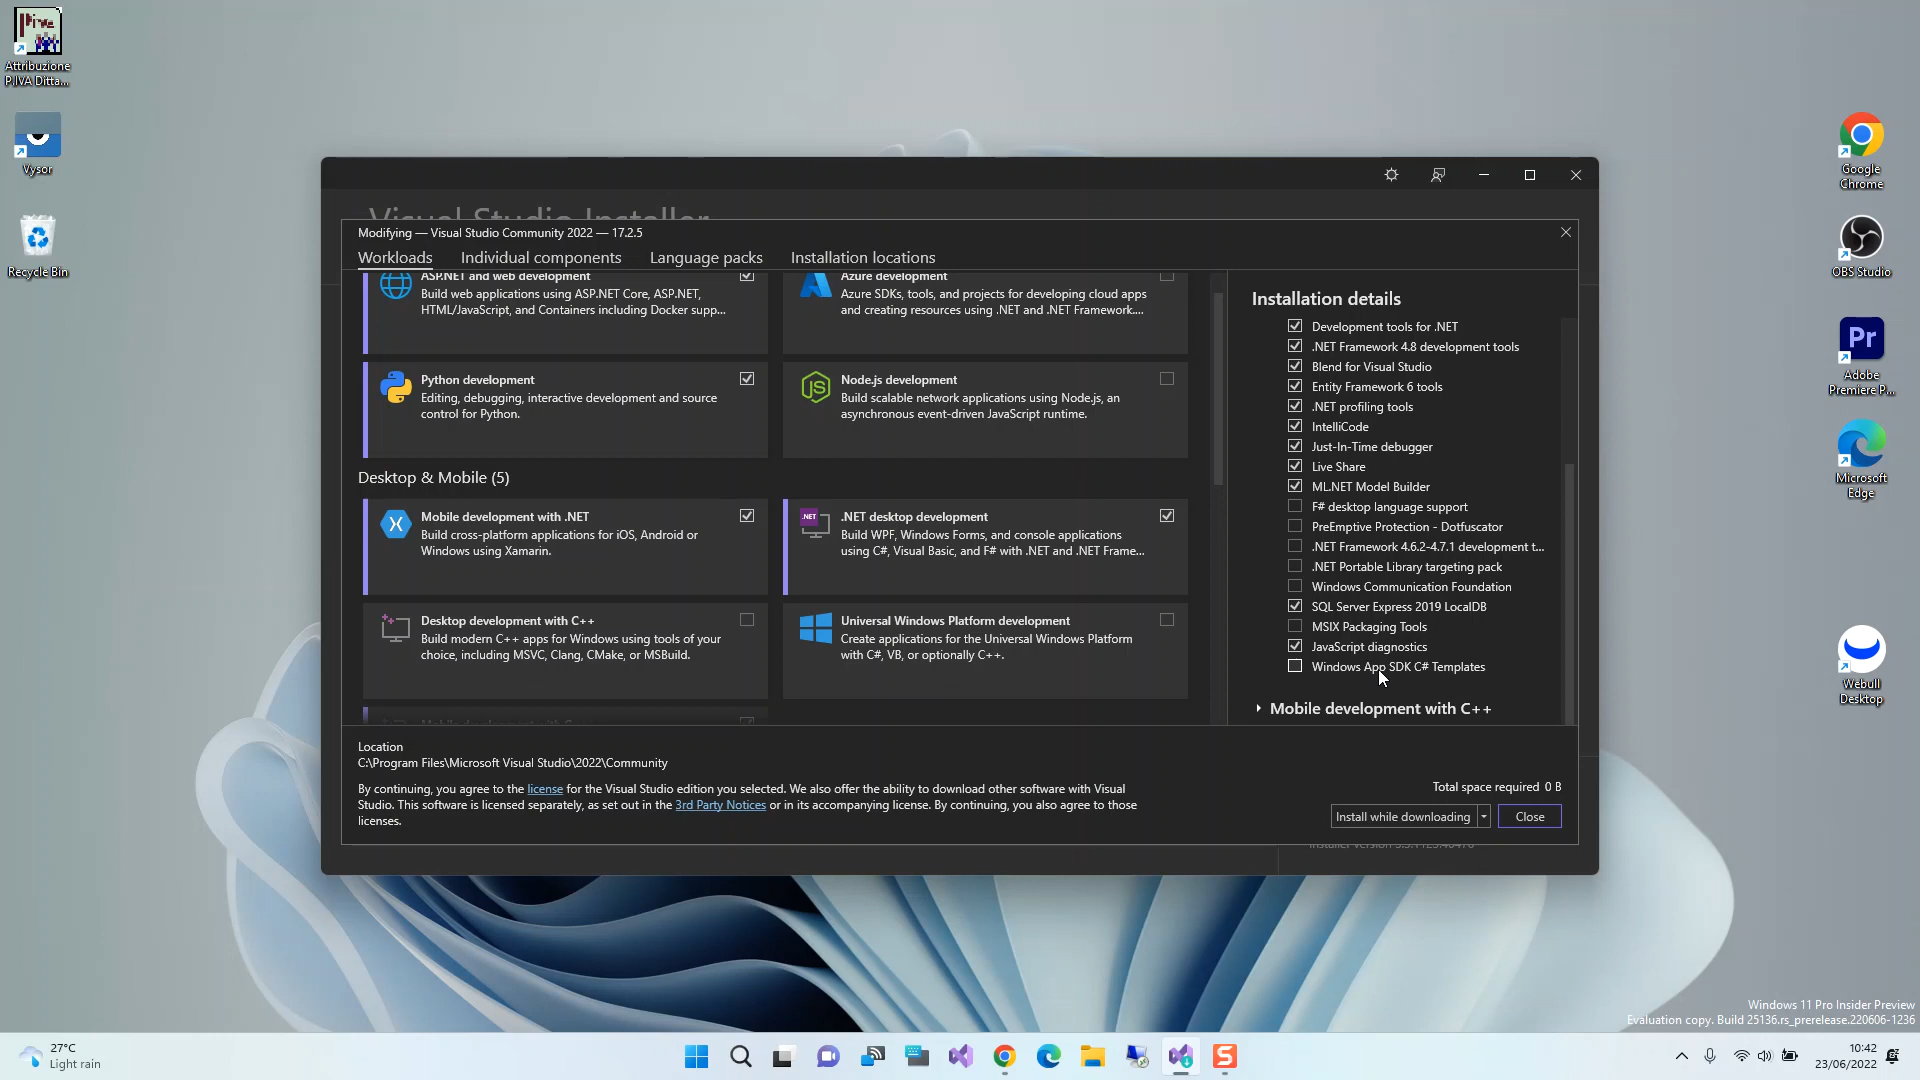 Attribuzione
P.IVA Ditta...
Vysor
Recycle Bin
Google
Chrome
OBS Studio
Adobe
Premiere P...
Microsoft
Edge
Webull
Desktop
Visual Studio Installer
Modifying — Visual Studio Community 2022 — 17.2.5
Workloads
Individual components
Language packs
Installation locations
ASP.NET and web development
Build web applications using ASP.NET Core, ASP.NET,
HTML/JavaScript, and Containers including Docker supp...
Azure development
Azure SDKs, tools, and projects for developing cloud apps
and creating resources using .NET and .NET Framework....
Python development
Editing, debugging, interactive development and source
control for Python.
Node.js development
Build scalable network applications using Node.js, an
asynchronous event-driven JavaScript runtime.
Desktop & Mobile (5)
Mobile development with .NET
Build cross-platform applications for iOS, Android or
Windows using Xamarin.
.NET desktop development
Build WPF, Windows Forms, and console applications
using C#, Visual Basic, and F# with .NET and .NET Frame...
Desktop development with C++
Build modern C++ apps for Windows using tools of your
choice, including MSVC, Clang, CMake, or MSBuild.
Universal Windows Platform development
Create applications for the Universal Windows Platform
with C#, VB, or optionally C++.
Mobile development with C++
Installation details
Development tools for .NET
.NET Framework 4.8 development tools
Blend for Visual Studio
Entity Framework 6 tools
.NET profiling tools
IntelliCode
Just-In-Time debugger
Live Share
ML.NET Model Builder
F# desktop language support
PreEmptive Protection - Dotfuscator
.NET Framework 4.6.2-4.7.1 development t...
.NET Portable Library targeting pack
Windows Communication Foundation
SQL Server Express 2019 LocalDB
MSIX Packaging Tools
JavaScript diagnostics
Windows App SDK C# Templates
Mobile development with C++
Location
C:\Program Files\Microsoft Visual Studio\2022\Community
By continuing, you agree to the license for the Visual Studio edition you selected. We also offer the ability to download other software with Visual
Studio. This software is licensed separately, as set out in the 3rd Party Notices or in its accompanying license. By continuing, you also agree to those
licenses.
Total space required 0 B
Install while downloading
Close
Windows 11 Pro Insider Preview
Evaluation copy. Build 25136.rs_prerelease.220606-1236
27°C
Light rain
10:42
23/06/2022